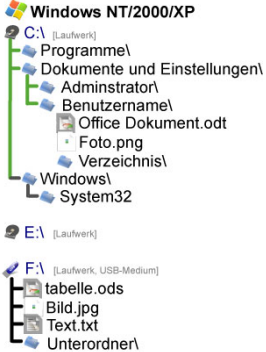 Windows NT/2000/XP
C:\ [Laufwerk]
Programme\
Dokumente und Einstellungen\
Adminstrator\
Benutzername\
Office Dokument.odt
Foto.png
Verzeichnis\
Windows\
System32
E:\ [Laufwerk]
F:\ [Laufwerk, USB-Medium]
tabelle.ods
Bild.jpg
Text.txt
Unterordner\